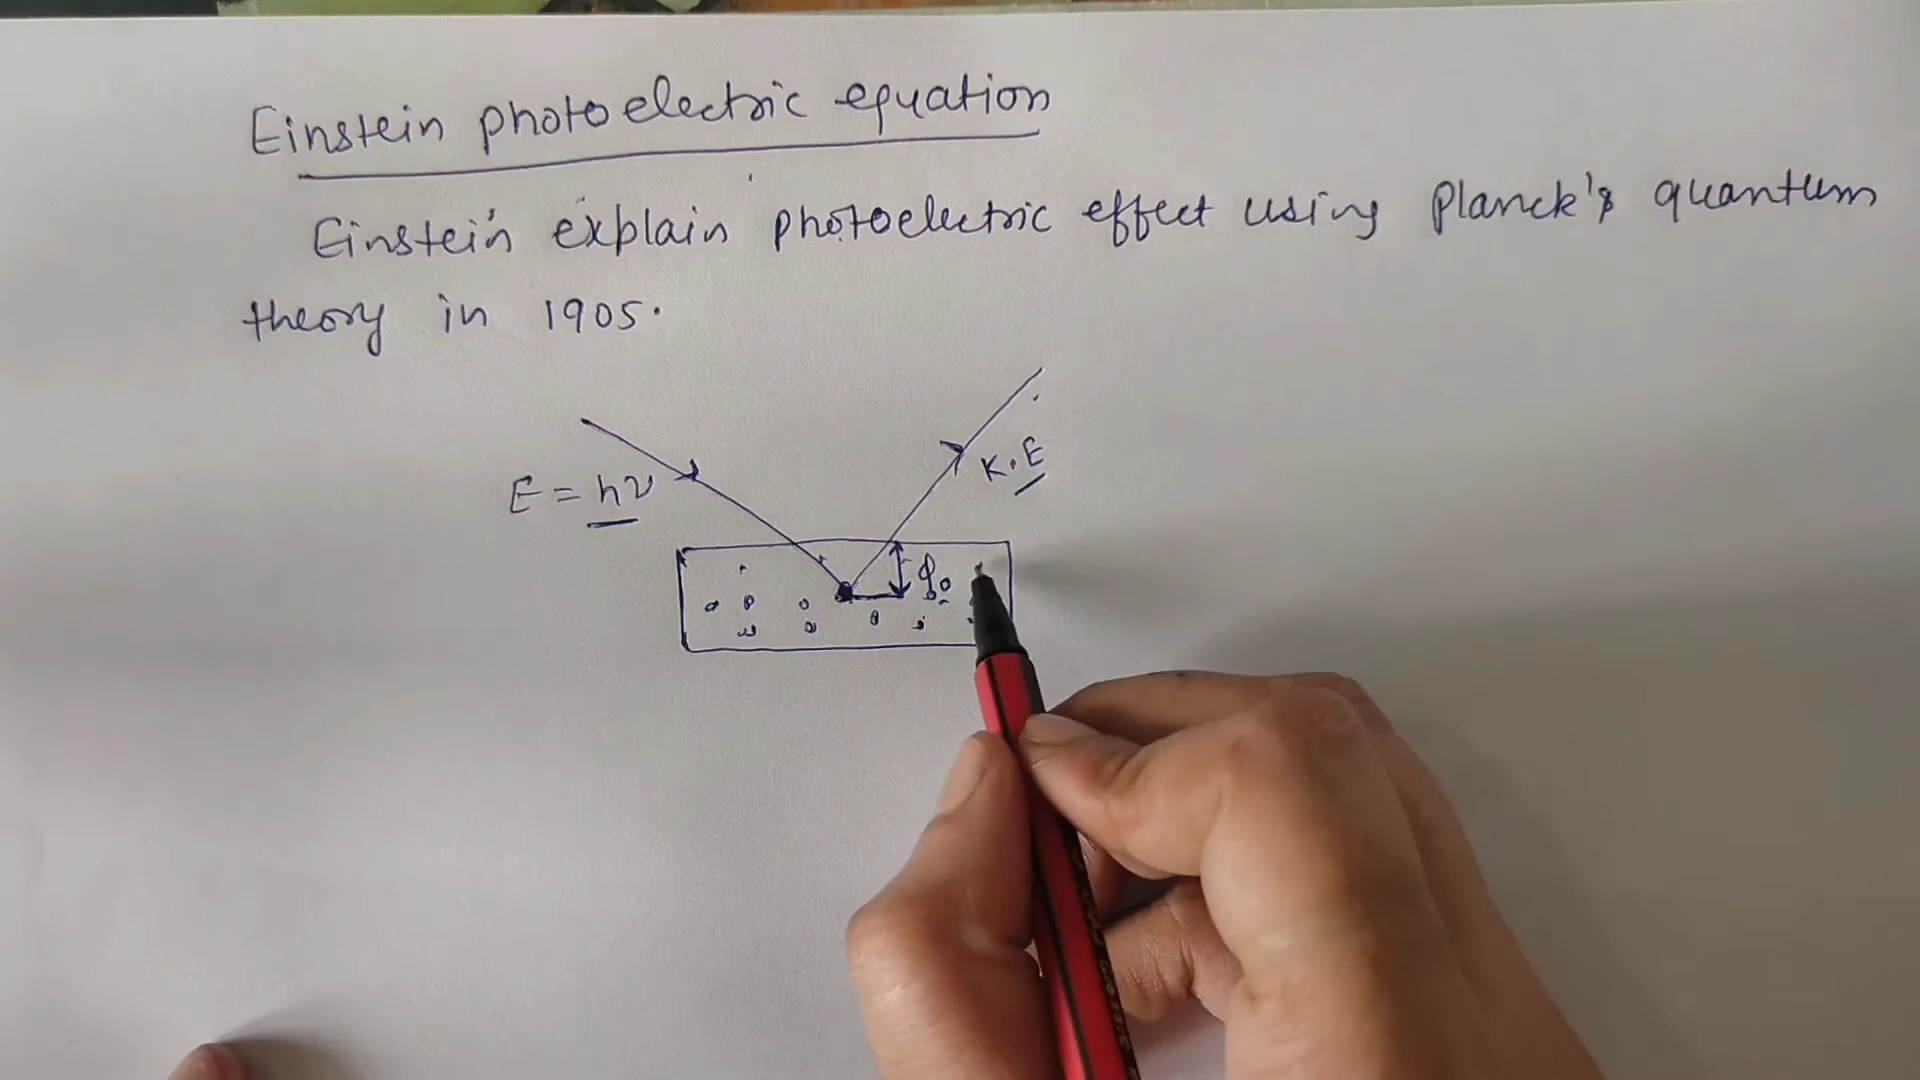 Einstein photoelectric equation
Einstein explain photoelectric effect using Planck's quantum
theory in 1905.
K.E
E = hν
ϕ₀